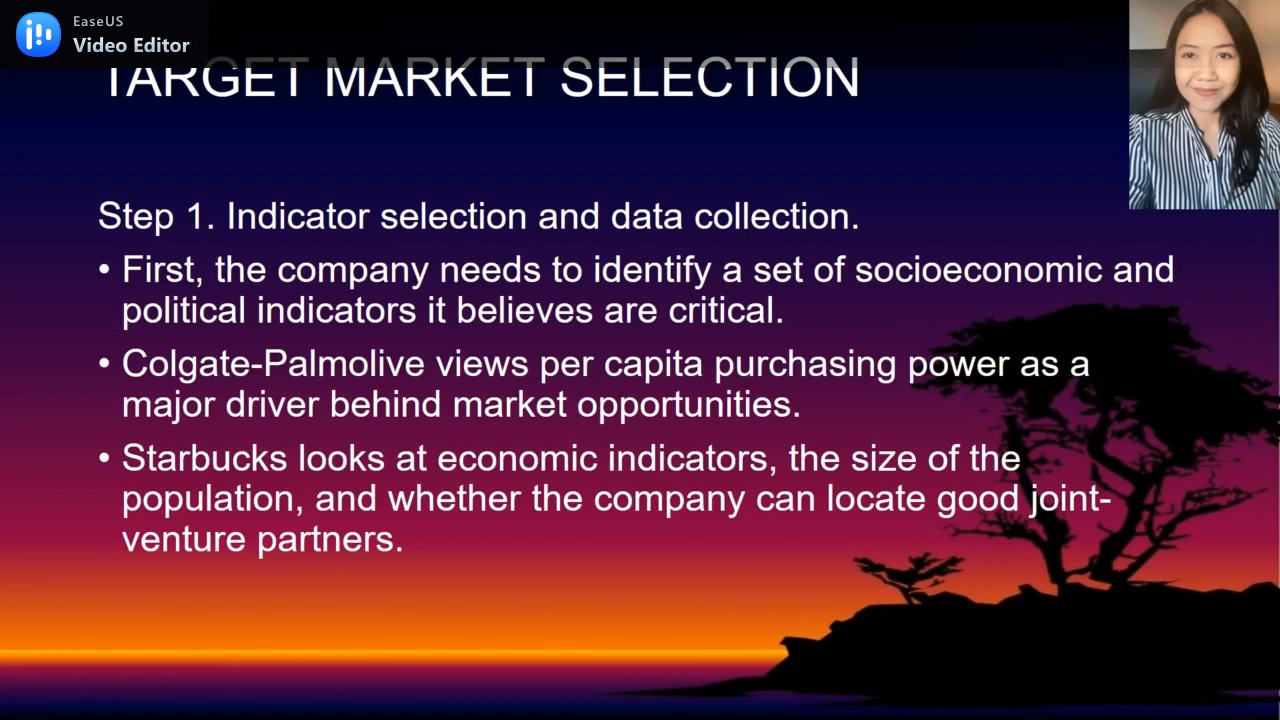 EaseUS
Video Editor
TARGET MARKET SELECTION
Step 1. Indicator selection and data collection.
• First, the company needs to identify a set of socioeconomic and
political indicators it believes are critical.
• Colgate-Palmolive views per capita purchasing power as a
major driver behind market opportunities.
• Starbucks looks at economic indicators, the size of the
population, and whether the company can locate good joint-
venture partners.